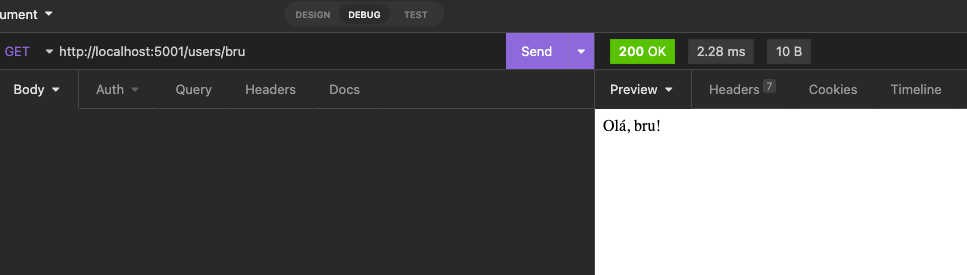 ument
DESIGN DEBUG TEST
GET http://localhost:5001/users/bru Send 200 OK 2.28 ms 10 B
Body Auth Query Headers Docs Preview Headers 7 Cookies Timeline
Olá, bru!